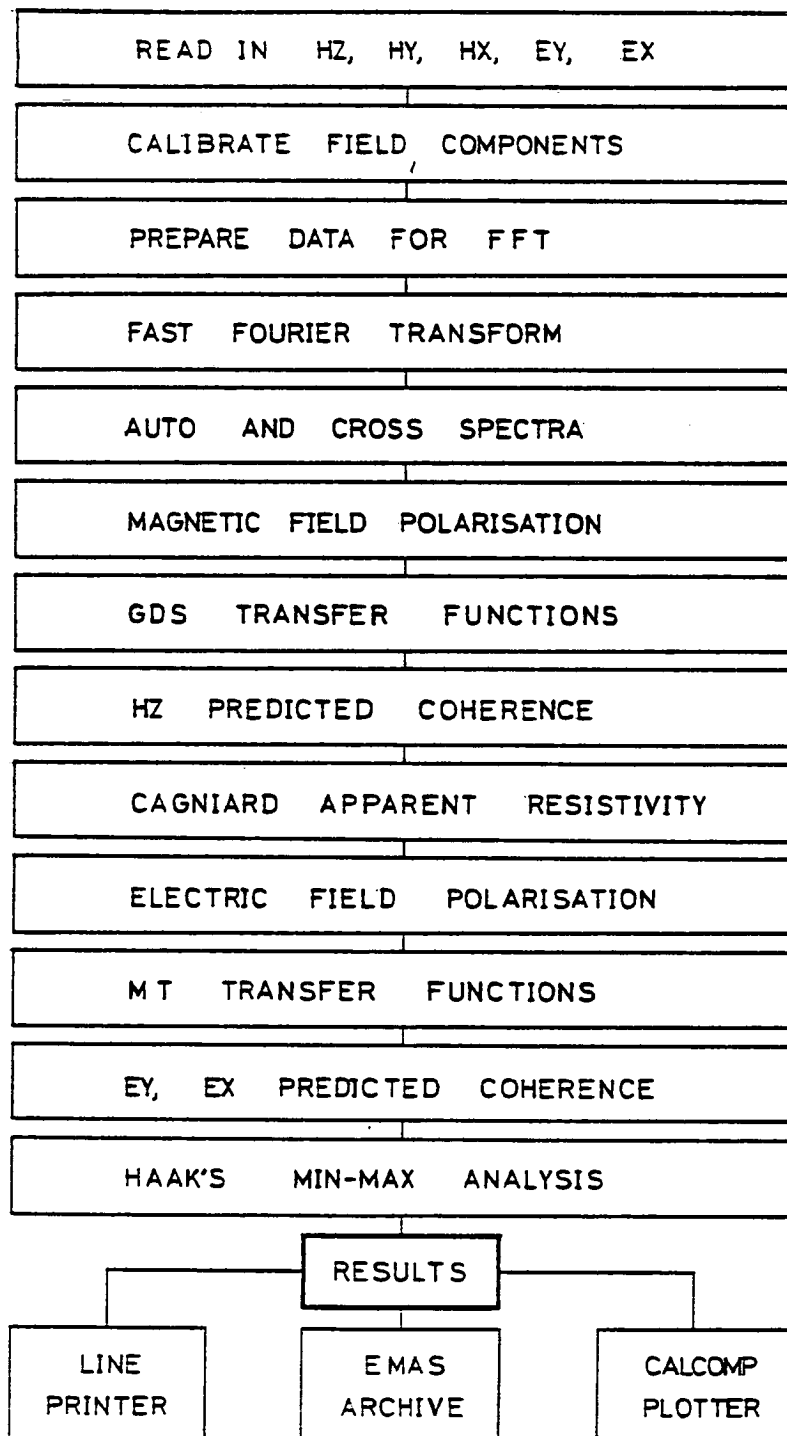 READ IN HZ, HY, HX, EY, EX
CALIBRATE FIELD, COMPONENTS
PREPARE DATA FOR FFT
FAST FOURIER TRANSFORM
AUTO AND CROSS SPECTRA
MAGNETIC FIELD POLARISATION
GDS TRANSFER FUNCTIONS
HZ PREDICTED COHERENCE
CAGNIARD APPARENT RESISTIVITY
ELECTRIC FIELD POLARISATION
MT TRANSFER FUNCTIONS
EY, EX PREDICTED COHERENCE
HAAK'S MIN-MAX ANALYSIS
RESULTS
LINE
PRINTER
EMAS
ARCHIVE
CALCOMP
PLOTTER